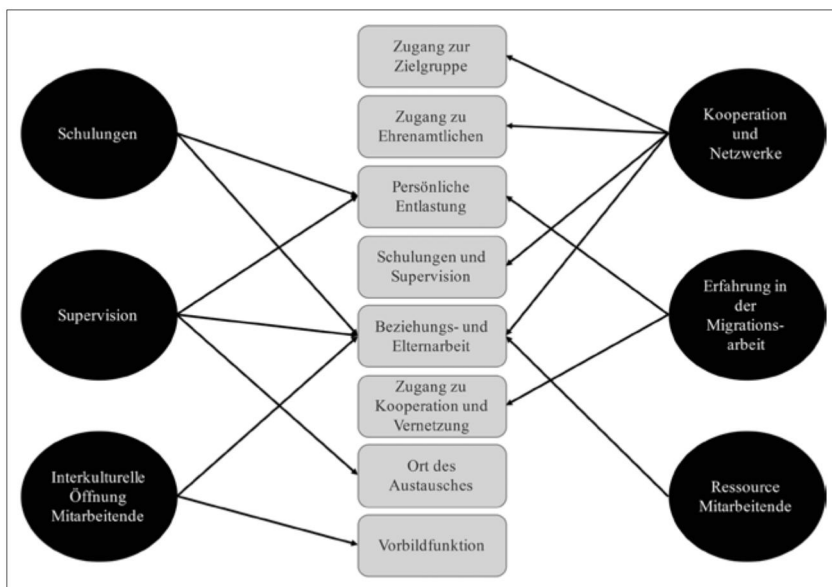 Schulungen
Supervision
Interkulturelle
Öffnung
Mitarbeitende
Zugang zur
Zielgruppe
Zugang zu
Ehrenamtlichen
Persönliche
Entlastung
Schulungen und
Supervision
Beziehungs- und
Elternarbeit
Zugang zu
Kooperation und
Vernetzung
Ort des
Austausches
Vorbildfunktion
Kooperation
und
Netzwerke
Erfahrung in
der
Migrations-
arbeit
Ressource
Mitarbeitende